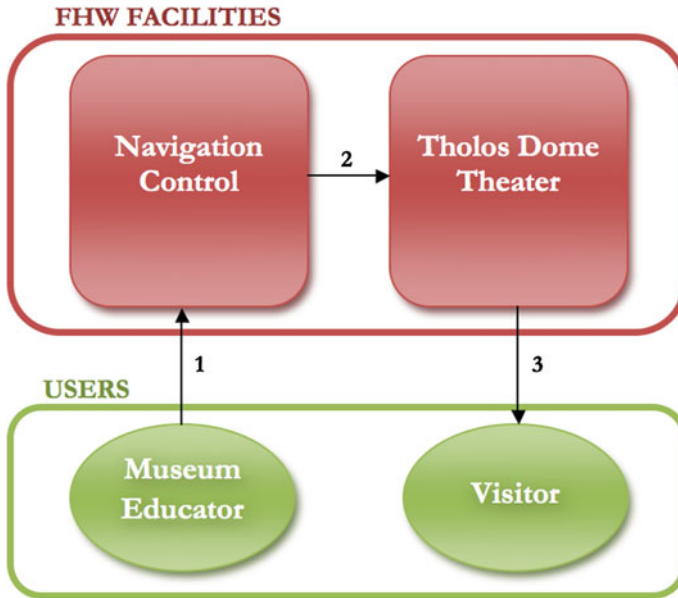 FHW FACILITIES
Navigation
Control
2
Tholos Dome
Theater
1
3
USERS
Museum
Educator
Visitor